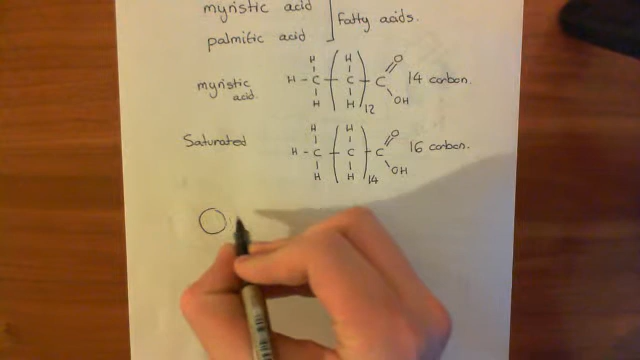 myristic acid
palmitic acid
fatty acids.
myristic acid.
H H H
H - C - ( C ) 12 - C O OH 14 carbon.
H H
Saturated
H H
H - C - ( C ) 14 - C O OH 16 carbon.
H H